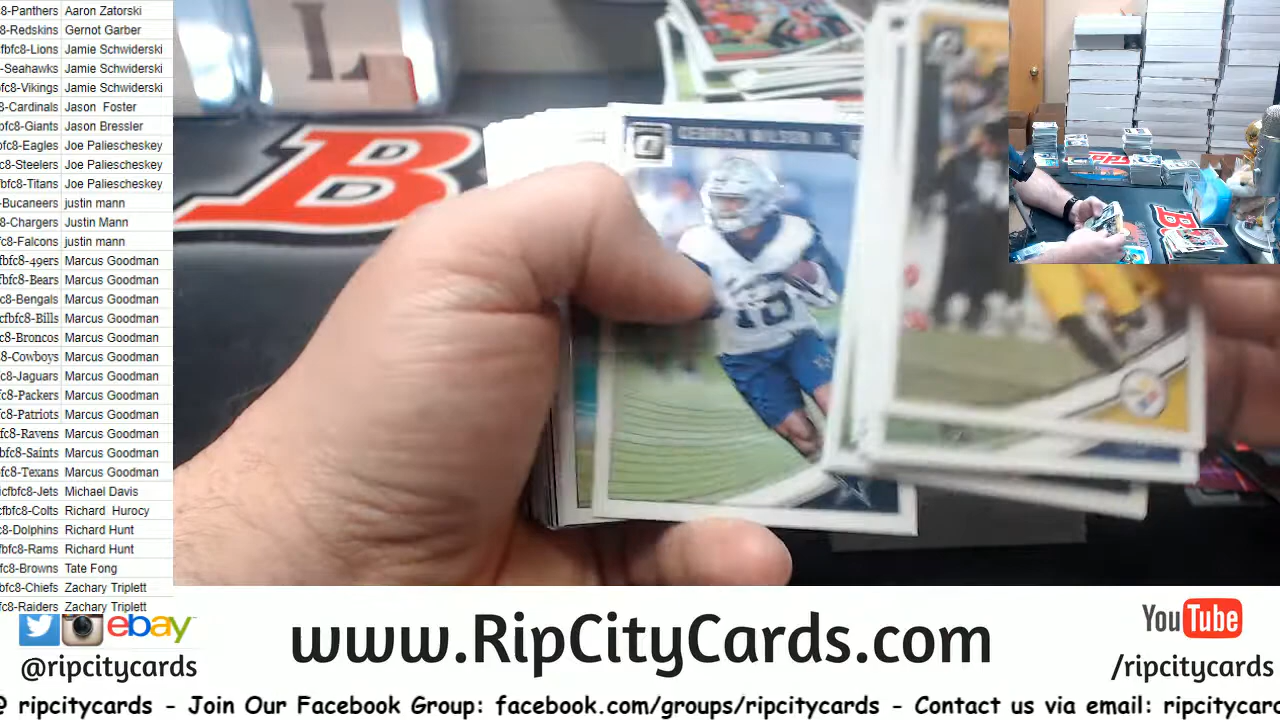 8-Panthers Aaron Zatorski
8-Redskins Gernot Garber
fbfc8-Lions Jamie Schwiderski
-Seahawks Jamie Schwiderski
8-Vikings Jamie Schwiderski
8-Cardinals Jason Foster
bfc8-Giants Jason Bressler
bfc8-Eagles Joe Paliescheskey
8-Steelers Joe Paliescheskey
bfc8-Titans Joe Paliescheskey
-Bucaneers justin mann
8-Chargers Justin Mann
c8-Falcons justin mann
cfbfc8-49ers Marcus Goodman
bfc8-Bears Marcus Goodman
c8-Bengals Marcus Goodman
cfbfc8-Bills Marcus Goodman
c8-Broncos Marcus Goodman
8-Cowboys Marcus Goodman
c8-Jaguars Marcus Goodman
c8-Packers Marcus Goodman
fc8-Patriots Marcus Goodman
fc8-Ravens Marcus Goodman
bfc8-Saints Marcus Goodman
fc8-Texans Marcus Goodman
icfbfc8-Jets Michael Davis
cfbfc8-Colts Richard Hurocy
c8-Dolphins Richard Hunt
fbfc8-Rams Richard Hunt
fc8-Browns Tate Fong
bfc8-Chiefs Zachary Triplett
fc8-Raiders Zachary Triplett
L
B
CEDRICK WILSON JR.
ebay
@ripcitycards
www.RipCityCards.com
YouTube
/ripcitycards
@ ripcitycards - Join Our Facebook Group: facebook.com/groups/ripcitycards - Contact us via email: ripcitycard